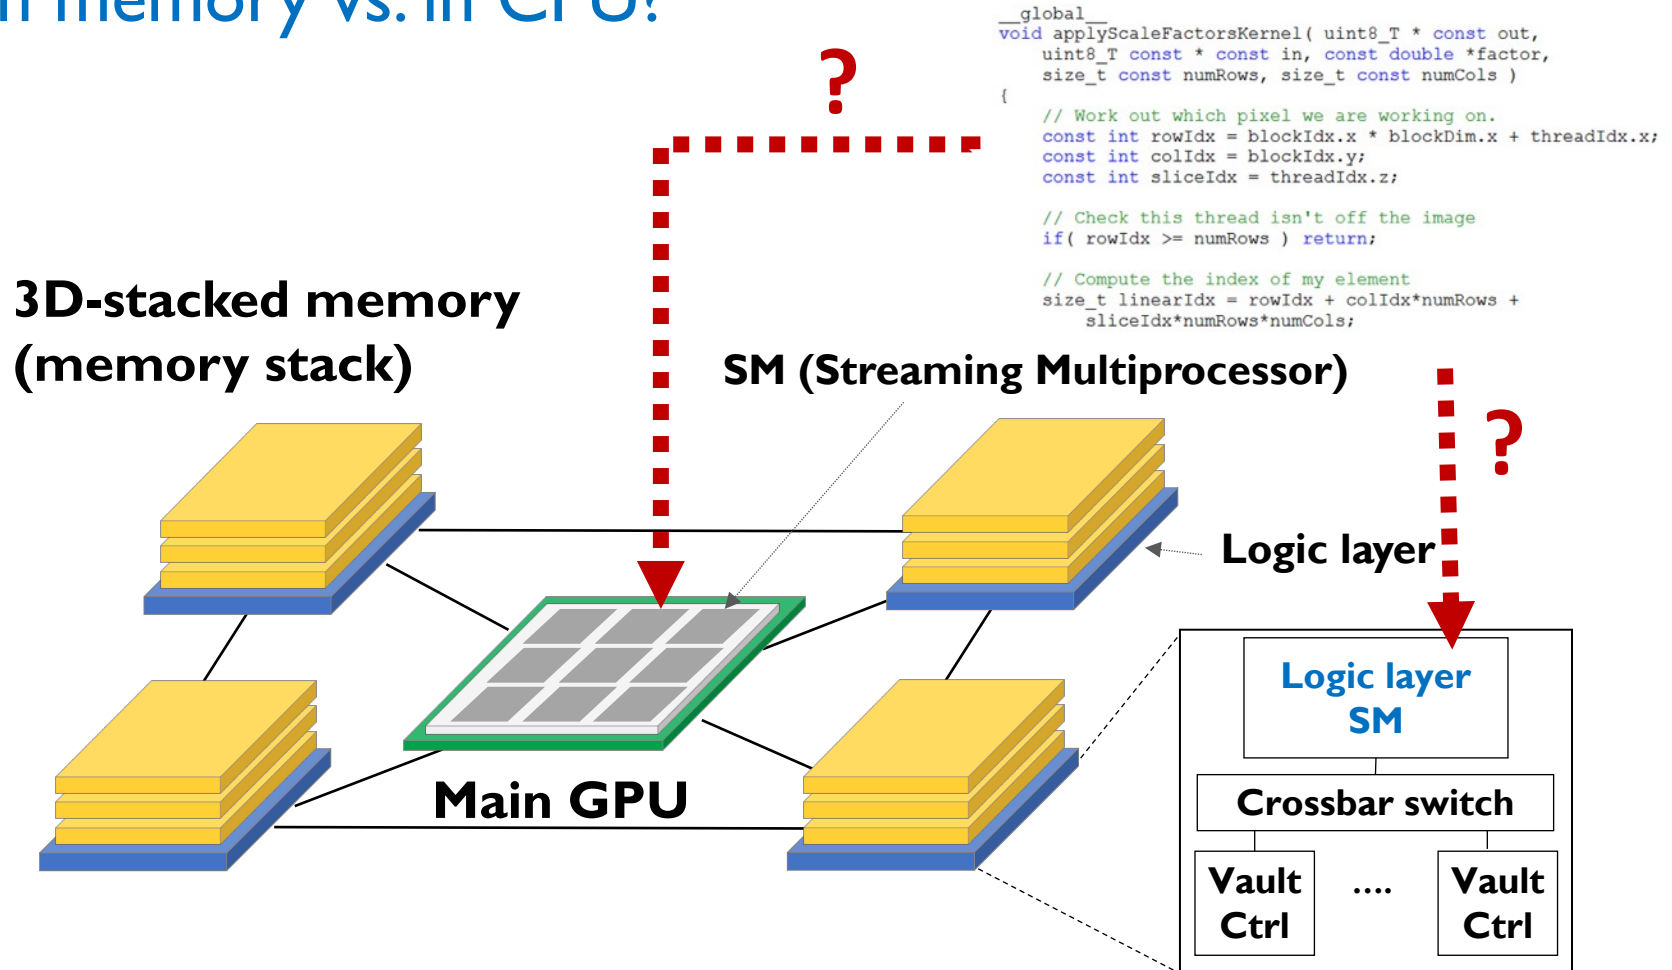 memory vs. in CPU?
?
__global__
void applyScaleFactorsKernel( uint8_T * const out,
    uint8_T const * const in, const double *factor,
    size_t const numRows, size_t const numCols )
{
    // Work out which pixel we are working on.
    const int rowIdx = blockIdx.x * blockDim.x + threadIdx.x;
    const int colIdx = blockIdx.y;
    const int sliceIdx = threadIdx.z;
    // Check this thread isn't off the image
    if( rowIdx >= numRows ) return;
    // Compute the index of my element
    size_t linearIdx = rowIdx + colIdx*numRows +
        sliceIdx*numRows*numCols;
3D-stacked memory
(memory stack)
SM (Streaming Multiprocessor)
?
Logic layer
Main GPU
Logic layer
SM
Crossbar switch
Vault
Ctrl
....
Vault
Ctrl